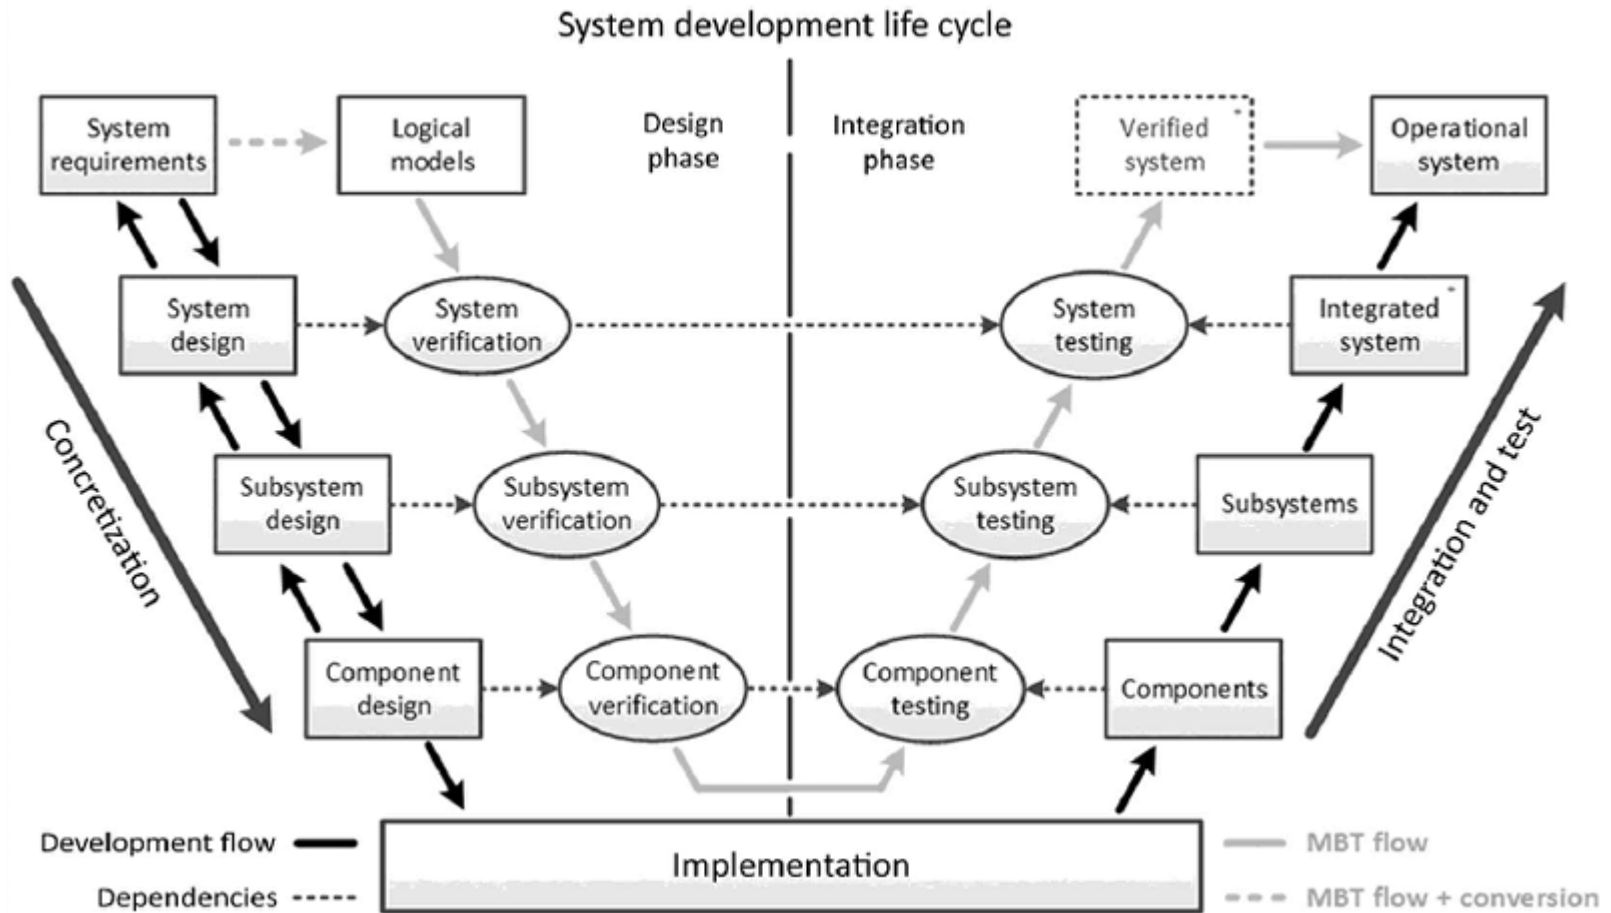 System development life cycle
System
requirements
Logical
models
Design
phase
Integration
phase
Verified
system
Operational
system
System
design
System
verification
System
testing
Integrated
system
Concretization
Subsystem
design
Subsystem
verification
Subsystem
testing
Subsystems
Integration and test
Component
design
Component
verification
Component
testing
Components
Development flow
Dependencies
Implementation
MBT flow
MBT flow + conversion